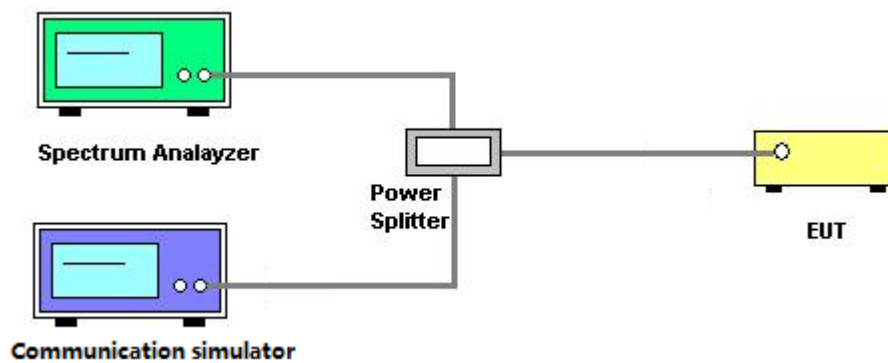 Spectrum Analayzer
Power
Splitter
EUT
Communication simulator